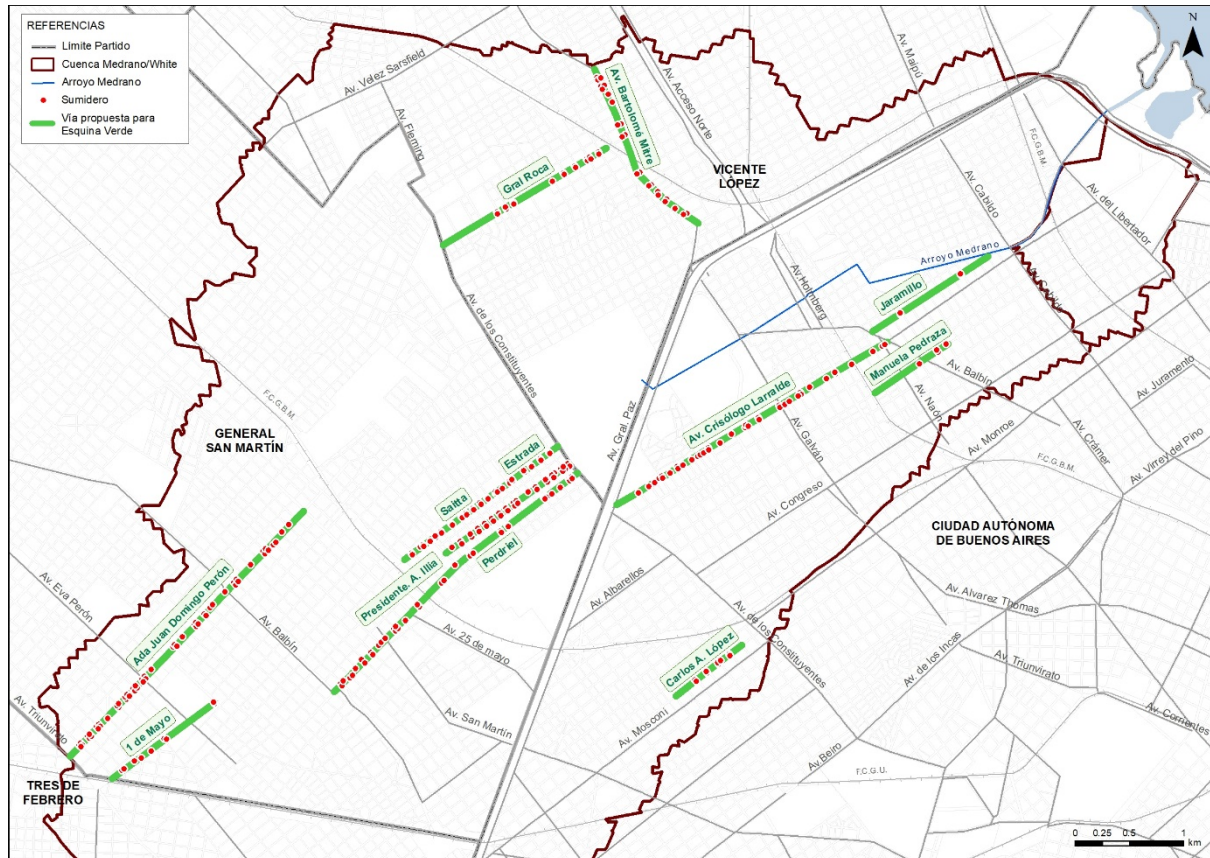 REFERENCIAS
Limite Partido
Cuenca Medrano/White
Arroyo Medrano
Sumidero
Vía propuesta para
Esquina Verde
N
Av. Velez Sarsfield
Av. Fleming
Av. Bartolomé Mitre
Av. Acceso Norte
Av. Maipú
F.C.G.B.M.
Gral Roca
VICENTE
LÓPEZ
Av. Cabildo
Av. del Libertador
Arroyo Medrano
Av. Holmberg
Jaramillo
Av. Cabildo
Av. de los Constituyentes
Manuela Pedraza
Av. Balbín
Av. Juramento
F.C.G.B.M.
Av. Gral. Paz
Av. Crisólogo Larralde
Av. Naón
Av. Galván
Av. Monroe
Av. Crámer
Av. Virrey del Pino
GENERAL
SAN MARTÍN
Estrada
Saitta
F.C.G.B.M.
Av. Congreso
CIUDAD AUTÓNOMA
DE BUENOS AIRES
Perdriel
Presidente. A. Illia
Av. Albarellos
Av. Alvarez Thomas
Ada Juan Domingo Perón
Av. Eva Perón
Av. Balbín
Av. 25 de mayo
Av. de los Constituyentes
Carlos A. López
Av. de los Incas
Av. Triunvirato
Av. Triunvirato
1 de Mayo
Av. San Martín
Av. Mosconi
Av. Corrientes
Av. Beiro
F.C.G.U.
TRES DE
FEBRERO
0 0.25 0.5 1
km